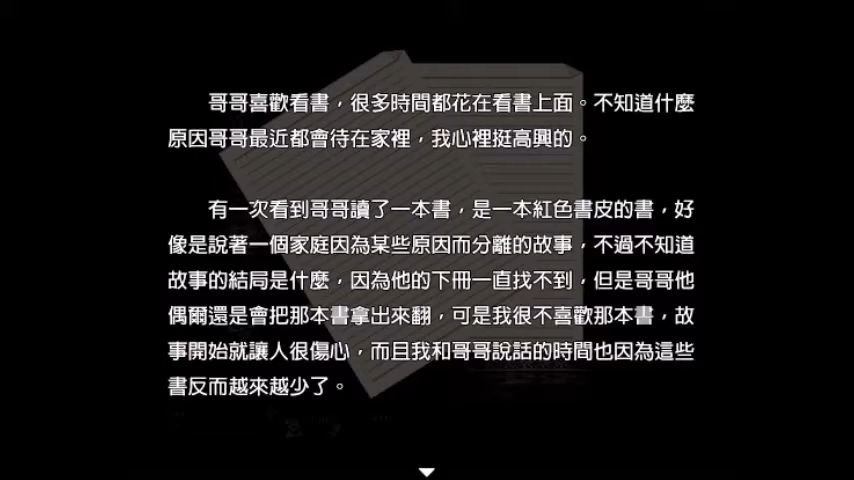 哥哥喜歡看書，很多時間都花在看書上面。不知道什麼
原因哥哥最近都會待在家裡，我心裡挺高興的。
有一次看到哥哥讀了一本書，是一本紅色書皮的書，好
像是說著一個家庭因為某些原因而分離的故事，不過不知道
故事的結局是什麼，因為他的下冊一直找不到，但是哥哥他
偶爾還是會把那本書拿出來翻，可是我很不喜歡那本書，故
事開始就讓人很傷心，而且我和哥哥說話的時間也因為這些
書反而越來越少了。